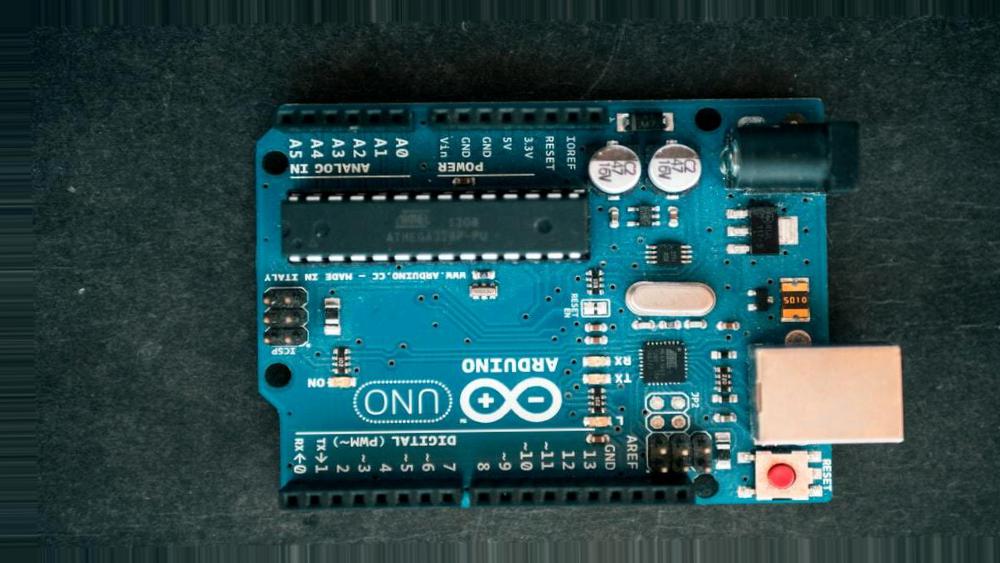 RX←0
TX→1
2
~3
4
~5
~6
7
8
~9
~10
~11
12
13
GND
AREF
DIGITAL (PWM~)
UNO
ARDUINO
ON
L
TX
RX
JP2
RESET
ICSP
RESET EN
WWW.ARDUINO.CC - MADE IN ITALY
ATMEGA328P-PU
C2
47
16V
C2
47
16V
POWER
ANALOG IN
IOREF
RESET
3.3V
5V
GND
GND
Vin
A0
A1
A2
A3
A4
A5